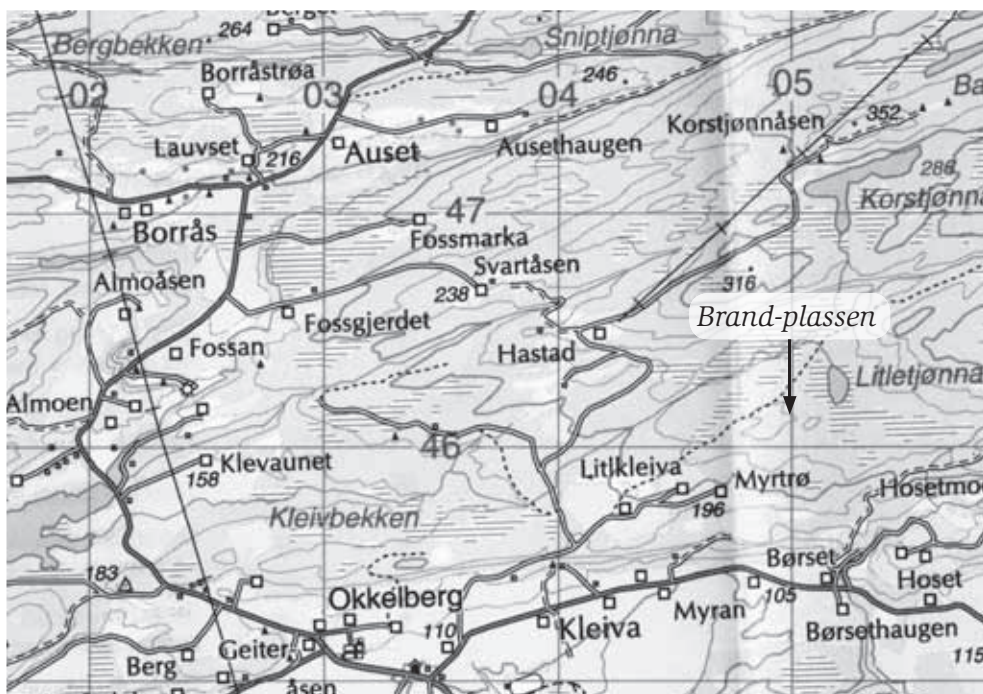 264
Bergbekken
Sniptjønna
Borråstrøa
246
02
03
04
05
Korstjønnåsen
352
Lauvset
216
Auset
Ausethaugen
286
Korstjønna
47
Borrås
Fossmarka
Svartåsen
Almoåsen
238
316
Fossgjerdet
Brand-plassen
Fossan
Hastad
Litletjønna
Almoen
46
Klevaunet
158
Litlkleiva
Myrtrø
196
Kleivbekken
Børset
183
Okkelberg
105
Hoset
110
Kleiva
Myran
Børsethaugen
Geiter
Berg
115
åsen